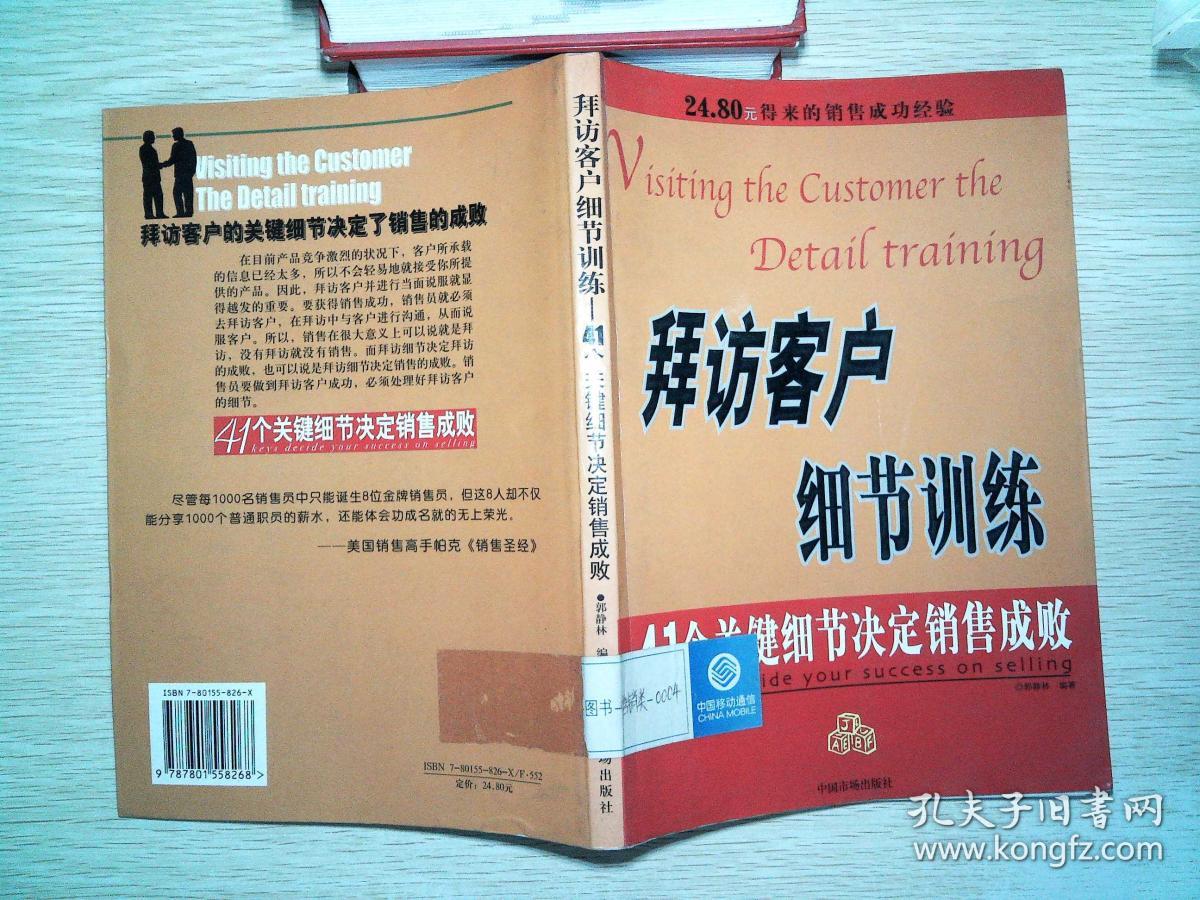 Visiting the Customer
The Detail training
拜访客户的关键细节决定了销售的成败
在目前产品竞争激烈的状况下，客户所承载
的信息已经太多，所以不会轻易地就接受你所提
供的产品。因此，拜访客户并进行当面说服就显
得越发的重要。要获得销售成功，销售员就必须
去拜访客户，在拜访中与客户进行沟通，从而说
服客户。所以，销售在很大意义上可以说就是拜
访，没有拜访就没有销售。而拜访细节决定拜访
的成败，也可以说是拜访细节决定销售的成败。销
售员要做到拜访客户成功，必须处理好拜访客户
的细节。
41个关键细节决定销售成败
keys decide your success on selling
尽管每1000名销售员中只能诞生8位金牌销售员，但这8人却不仅
能分享1000个普通职员的薪水，还能体会功成名就的无上荣光。
——美国销售高手帕克《销售圣经》
ISBN 7-80155-826-X
9 787801 558268 >
ISBN 7-80155-826-X/F·552
定价：24.80元
拜访客户细节训练—41个关键细节决定销售成败
●郭静林 编
场出版社
图书-
-0004
中国移动通信
CHINA MOBILE
24.80元得来的销售成功经验
Visiting the Customer the
Detail training
拜访客户
细节训练
41个关键细节决定销售成败
ide your success on selling
◎郭静林 编著
中国市场出版社
孔夫子旧书网
www.kongfz.com